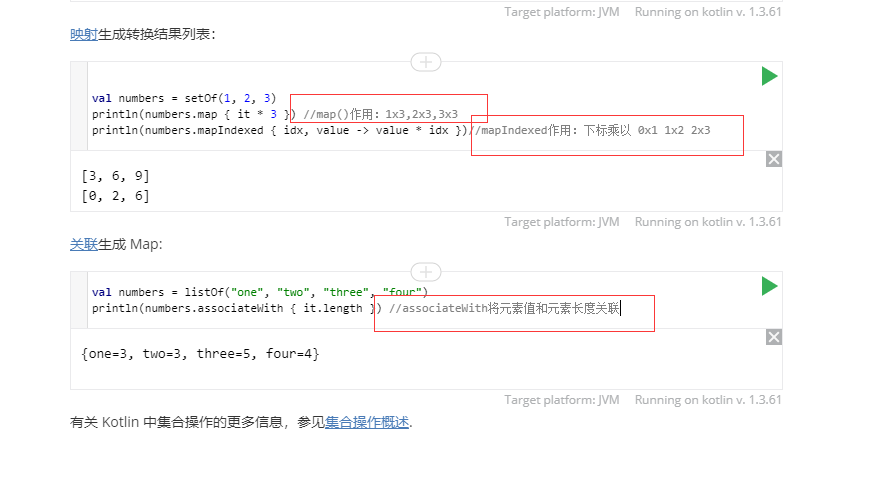 Target platform: JVM Running on kotlin v. 1.3.61
映射生成转换结果列表：
val numbers = setOf(1, 2, 3)
println(numbers.map { it * 3 }) //map()作用：1x3,2x3,3x3
println(numbers.mapIndexed { idx, value -> value * idx })//mapIndexed作用：下标乘以 0x1 1x2 2x3
[3, 6, 9]
[0, 2, 6]
Target platform: JVM Running on kotlin v. 1.3.61
关联生成 Map:
val numbers = listOf("one", "two", "three", "four")
println(numbers.associateWith { it.length }) //associateWith将元素值和元素长度关联
{one=3, two=3, three=5, four=4}
Target platform: JVM Running on kotlin v. 1.3.61
有关 Kotlin 中集合操作的更多信息，参见集合操作概述.